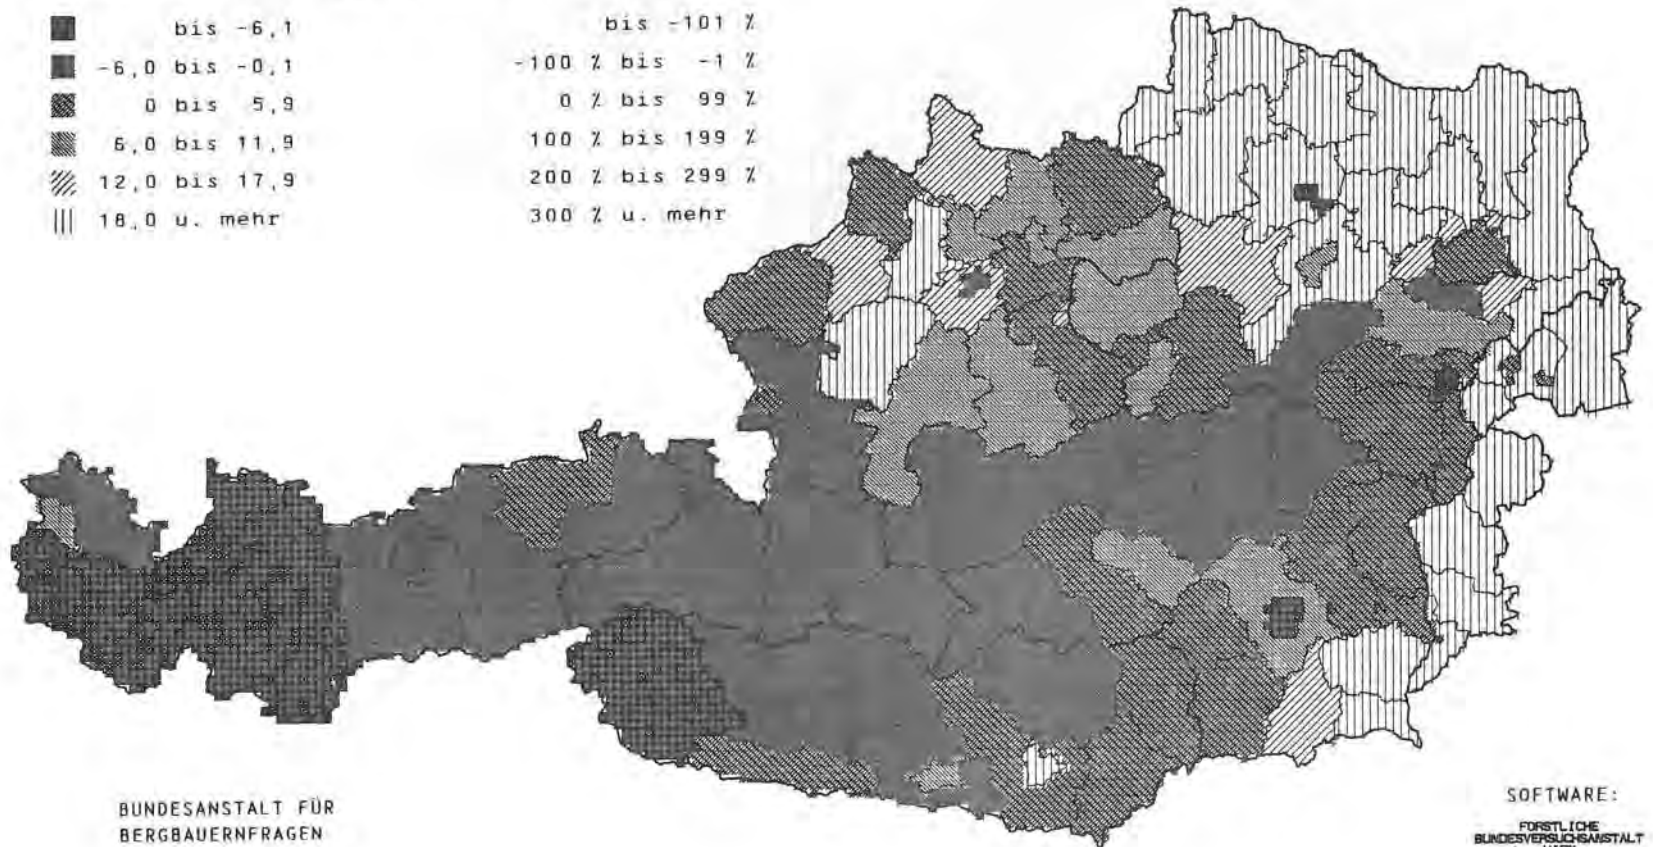 bis -6,1
-6,0 bis -0,1
0 bis 5,9
6,0 bis 11,9
12,0 bis 17,9
18,0 u. mehr
bis -101 %
-100 % bis -1 %
0 % bis 99 %
100 % bis 199 %
200 % bis 299 %
300 % u. mehr
BUNDESANSTALT FÜR
BERGBAUERNFRAGEN
SOFTWARE:
FORSTLICHE
BUNDESVERSUCHSANSTALT